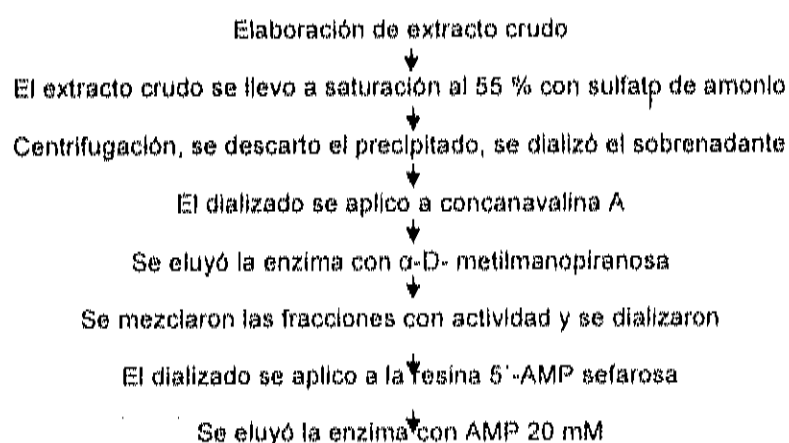 Elaboración de extracto crudo
El extracto crudo se llevo a saturación al 55 % con sulfato de amonio
Centrifugación, se descarto el precipitado, se dializó el sobrenadante
El dializado se aplico a concanavalina A
Se eluyó la enzima con α-D- metilmanopiranosa
Se mezclaron las fracciones con actividad y se dializaron
El dializado se aplico a la resina 5'-AMP sefarosa
Se eluyó la enzima con AMP 20 mM